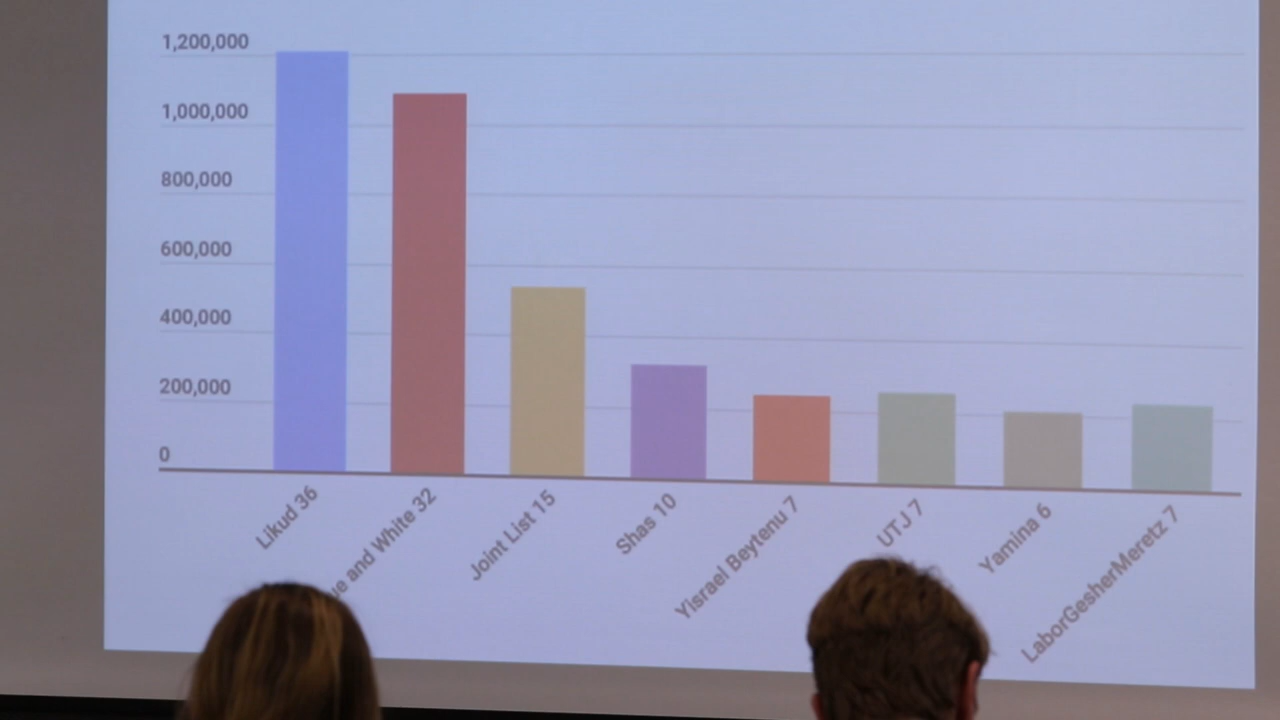 1,200,000
1,000,000
800,000
600,000
400,000
200,000
0
Likud 36
and White 32
Joint List 15
Shas 10
Yisrael Beytenu 7
UTJ 7
Yamina 6
LaborGesherMeretz 7